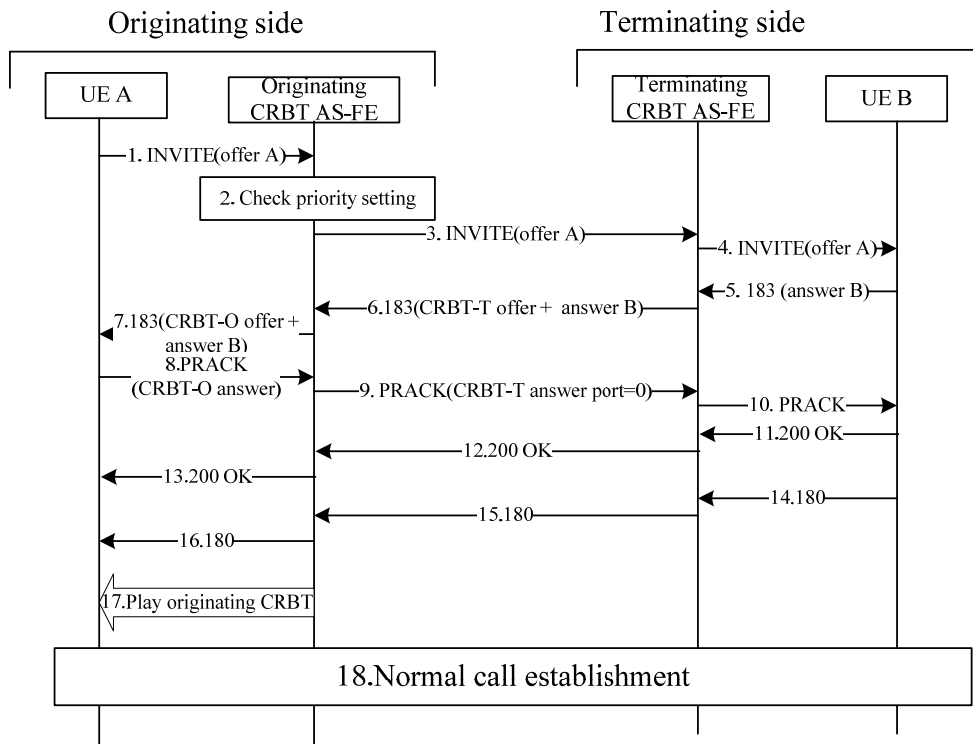 Originating side
Terminating side
UE A
Originating
CRBT AS-FE
Terminating
CRBT AS-FE
UE B
1. INVITE(offer A)
2. Check priority setting
3. INVITE(offer A)
4. INVITE(offer A)
5. 183 (answer B)
6.183(CRBT-T offer + answer B)
7.183(CRBT-O offer +
answer B)
8.PRACK
(CRBT-O answer)
9. PRACK(CRBT-T answer port=0)
10. PRACK
11.200 OK
12.200 OK
13.200 OK
14.180
15.180
16.180
17.Play originating CRBT
18.Normal call establishment